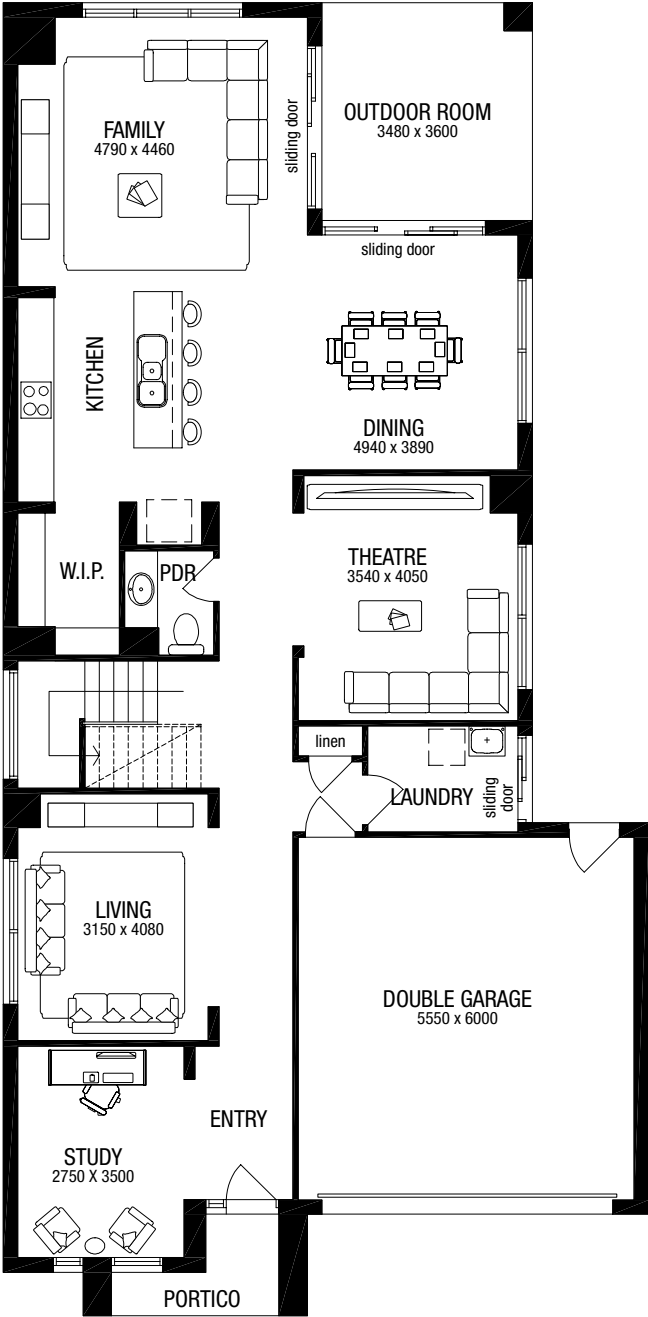 FAMILY
4790 x 4460
sliding door
OUTDOOR ROOM
3480 x 3600
sliding door
KITCHEN
DINING
4940 x 3890
W.I.P.
PDR
THEATRE
3540 x 4050
linen
LAUNDRY
sliding
door
LIVING
3150 x 4080
DOUBLE GARAGE
5550 x 6000
ENTRY
STUDY
2750 X 3500
PORTICO